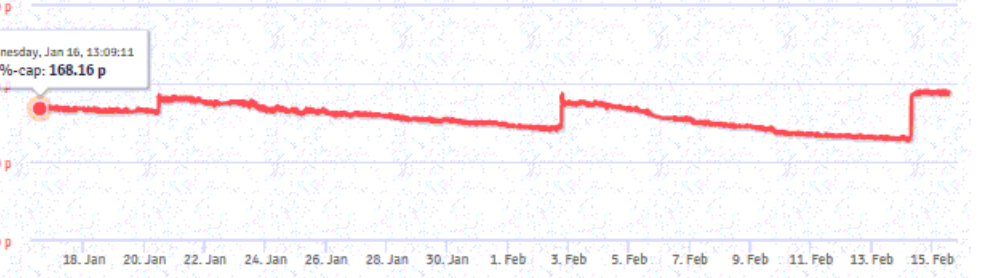 p
nesday, Jan 16, 13:09:11
%-cap: 168.16 p
p
p
p
18. Jan 20. Jan 22. Jan 24. Jan 26. Jan 28. Jan 30. Jan 1. Feb 3. Feb 5. Feb 7. Feb 9. Feb 11. Feb 13. Feb 15. Feb